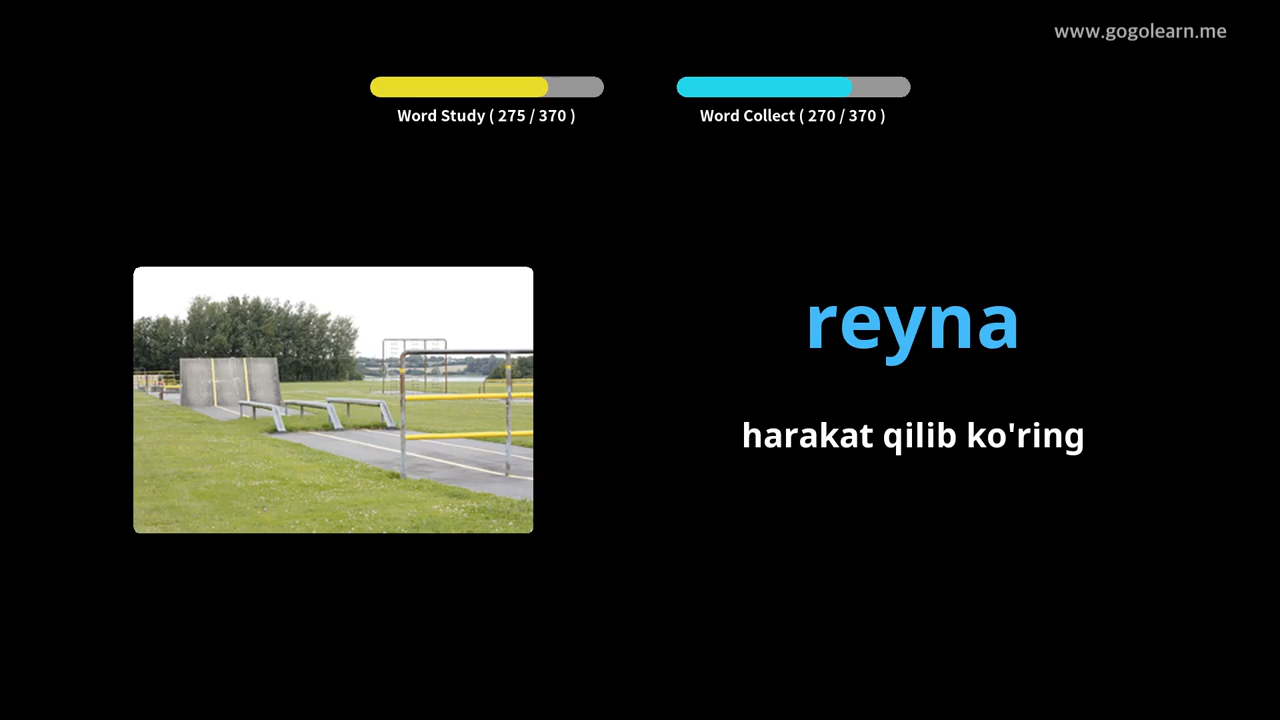 www.gogolearn.me
Word Study ( 275 / 370 )
Word Collect ( 270 / 370 )
reyna
harakat qilib ko'ring